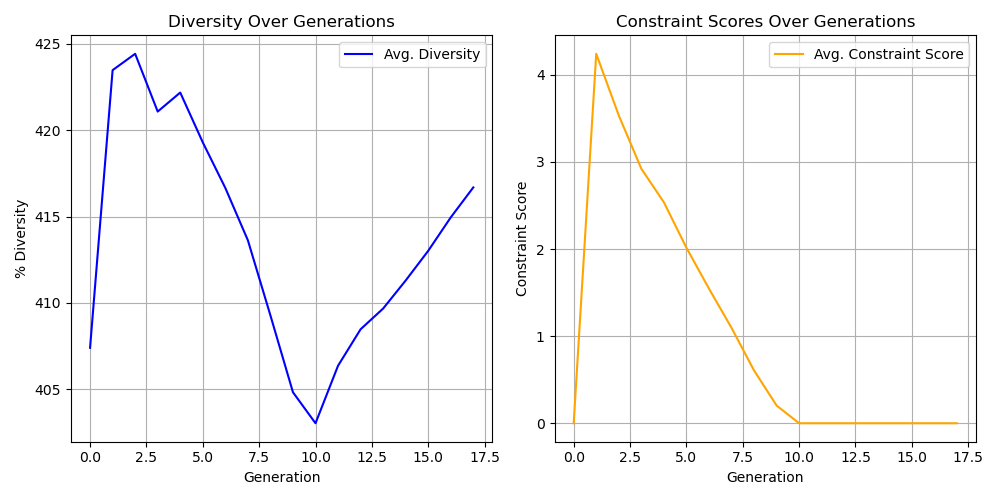 Diversity Over Generations
Avg. Diversity
% Diversity
425
420
415
410
405
0.0 2.5 5.0 7.5 10.0 12.5 15.0 17.5
Generation
Constraint Scores Over Generations
Avg. Constraint Score
Constraint Score
4
3
2
1
0
0.0 2.5 5.0 7.5 10.0 12.5 15.0 17.5
Generation